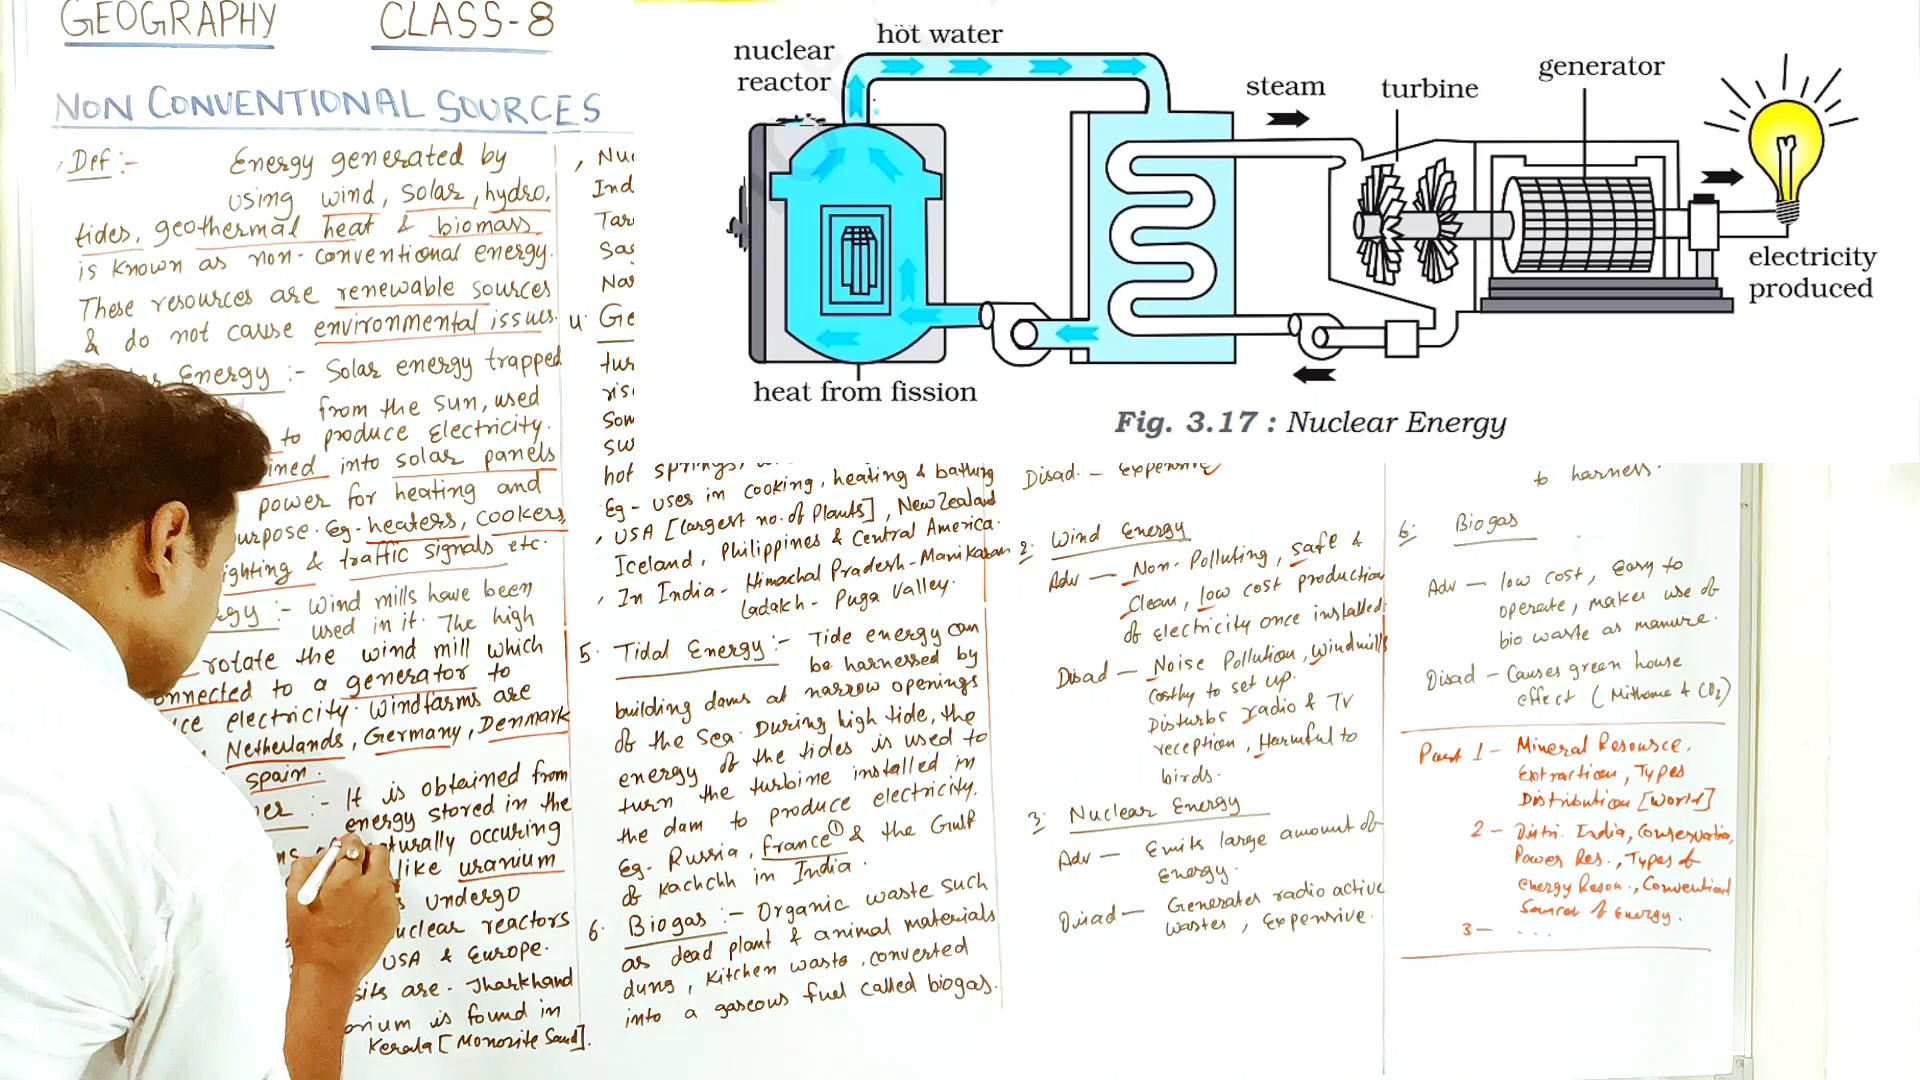 GEOGRAPHY CLASS-8
NON CONVENTIONAL SOURCES
Def :- Energy generated by
using wind, solar, hydro,
tides, geothermal heat & biomass
is known as non-conventional energy.
These resources are renewable sources
& do not cause environmental issues.
Energy :- Solar energy trapped
from the sun, used
to produce Electricity.
into solar panels
power for heating and
Eg- heaters, cookers,
& traffic signals etc.
:- Wind mills have been
used in it. The high
rotate the wind mill which
to a generator to
electricity. Windfarms are
Netherlands, Germany, Denmark
spain.
:- It is obtained from
energy stored in the
occuring
like uranium
undergo
reactors
USA & Europe.
are - Jharkhand
is found in
Kerala [Monozite Sand].
4.
hot springs,
Eg- uses in cooking, heating & bathing
USA [largest no. of Plants], New Zealand
Iceland, Philippines & Central America.
In India - Himachal Pradesh - Manikaran
Ladakh - Puga Valley.
5. Tidal Energy :- Tide energy can
be harnessed by
building dams at narrow openings
of the sea. During high tide, the
energy of the tides is used to
turn the turbine installed in
the dam to produce electricity.
Eg- Russia, France ① & the Gulf
of Kachchh in India.
6. Biogas :- Organic waste such
as dead plant & animal materials
dung, kitchen waste, converted
into a gaseous fuel called biogas.
nuclear
reactor
hot water
steam
turbine
generator
electricity
produced
heat from fission
Fig. 3.17 : Nuclear Energy
Disad. - Expensive
2: Wind Energy
Adv - Non-Polluting, safe &
Clean, low cost production
of electricity once installed.
Disad - Noise Pollution, windmills
costly to set up.
Disturbs radio & TV
reception, Harmful to
birds.
3: Nuclear Energy
Adv - Emits large amount of
energy.
Disad - Generates radio active
wastes, Expensive.
to harness.
6: Biogas
Adv - low cost, easy to
operate, makes use of
bio waste as manure.
Disad - Causes green house
effect (Mithane & CO2)
Part 1 - Mineral Resource,
Extraction, Types
Distribution [World]
2 - Distri. India, Conservation,
Power Res., Types of
energy Resou., Conventional
Sources of Energy.
3 - ...